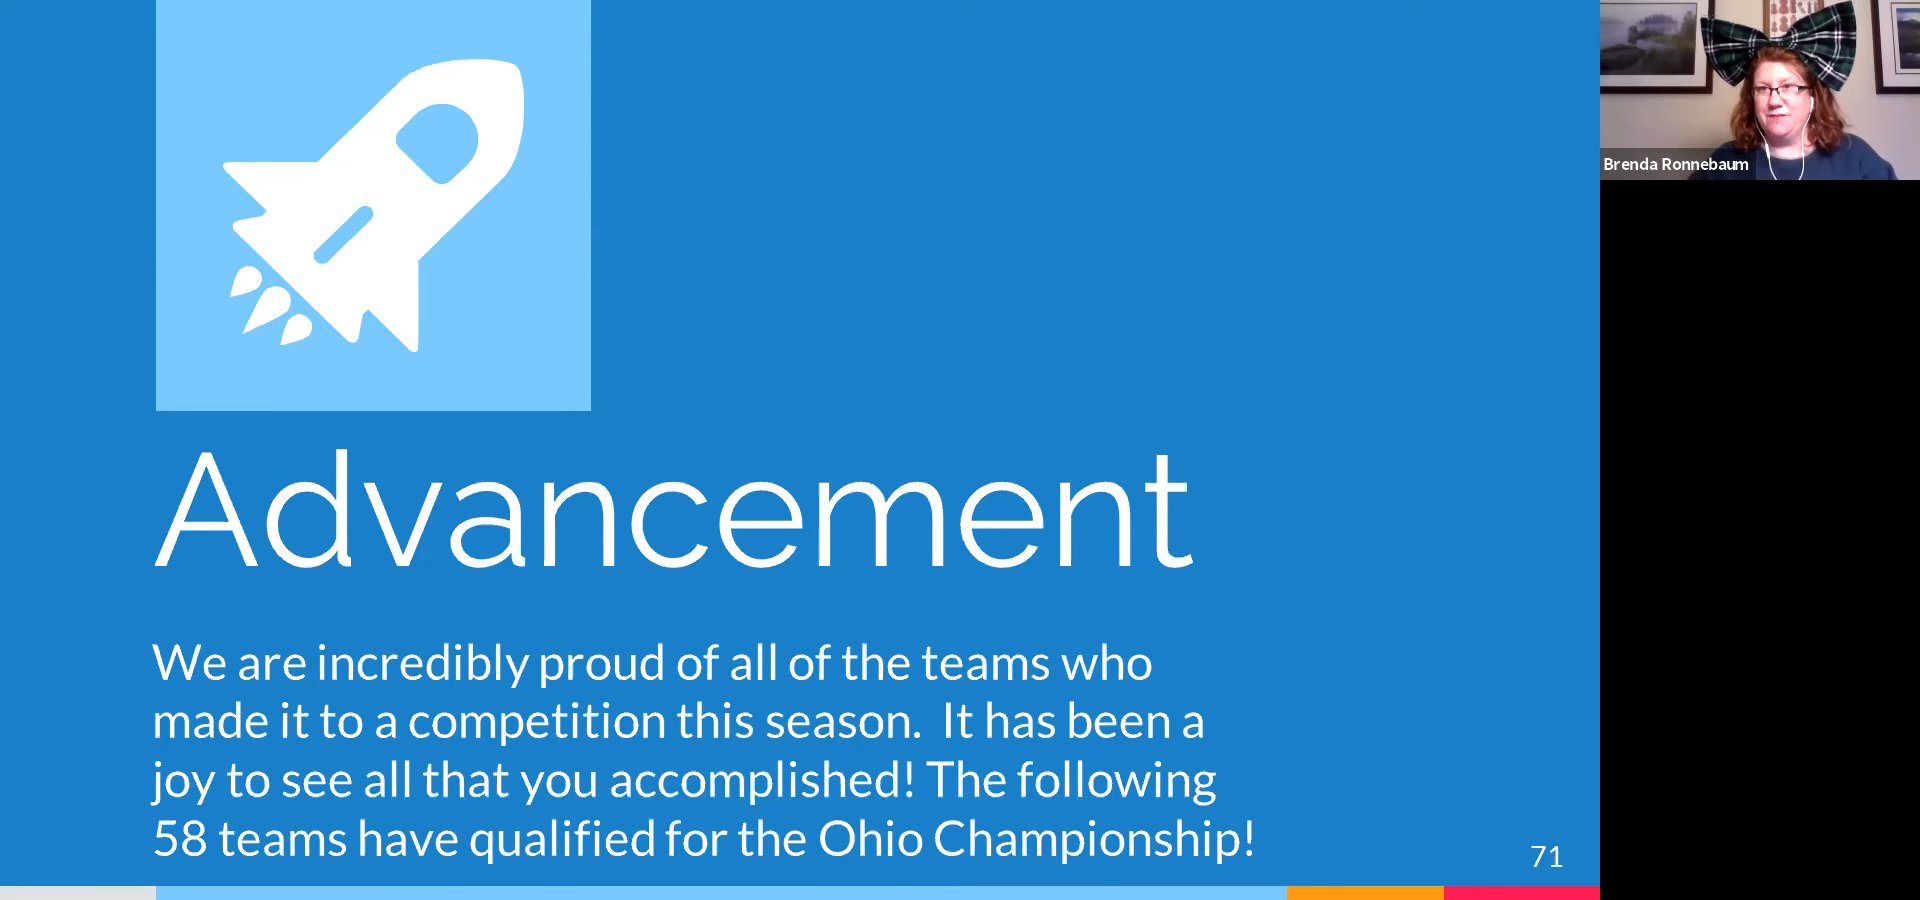 Advancement
We are incredibly proud of all of the teams who
made it to a competition this season.  It has been a
joy to see all that you accomplished! The following
58 teams have qualified for the Ohio Championship!
71
Brenda Ronnebaum